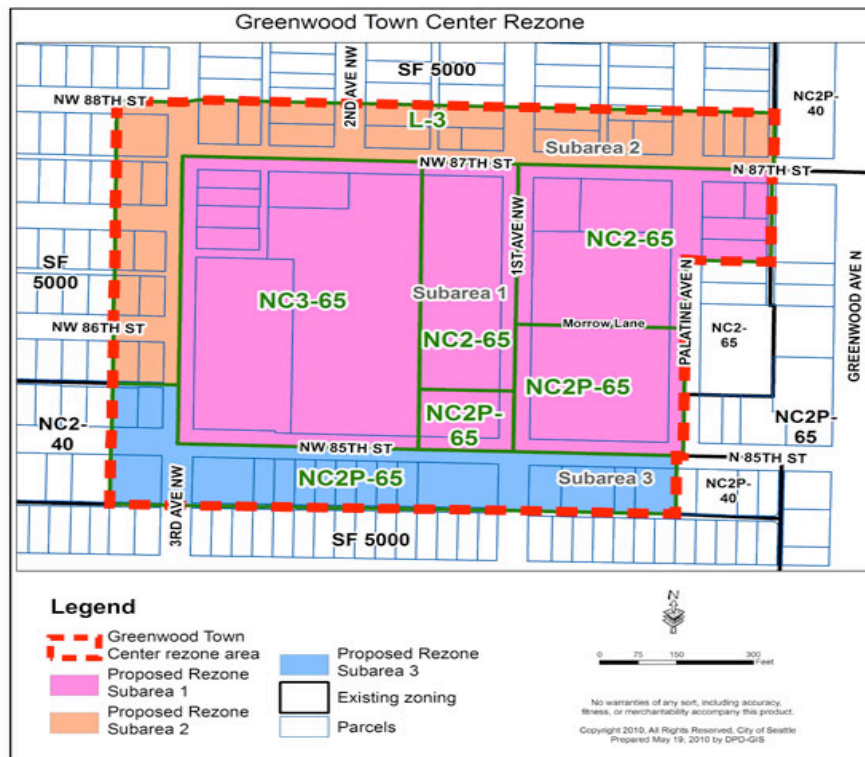 Greenwood Town Center Rezone
NW 88TH ST
2ND AVE NW
SF 5000
NC2P-
40
L-3
Subarea 2
NW 87TH ST
N 87TH ST
1ST AVE NW
NC2-65
SF
5000
NC3-65
Subarea 1
PALATINE AVE N
GREENWOOD AVE N
NW 86TH ST
NC2-65
Morrow Lane
NC2-
65
NC2P-65
NC2P-
65
NC2-
40
NC2P-
65
NW 85TH ST
N 85TH ST
3RD AVE NW
NC2P-65
Subarea 3
NC2P-
40
SF 5000
Legend
Greenwood Town
Center rezone area
Proposed Rezone
Subarea 1
Proposed Rezone
Subarea 2
Proposed Rezone
Subarea 3
Existing zoning
Parcels
N
0 75 150 300
Feet
No warranties of any sort, including accuracy,
fitness, or merchantability accompany this product.
Copyright 2010, All Rights Reserved, City of Seattle
Prepared May 19, 2010 by DPD-GIS